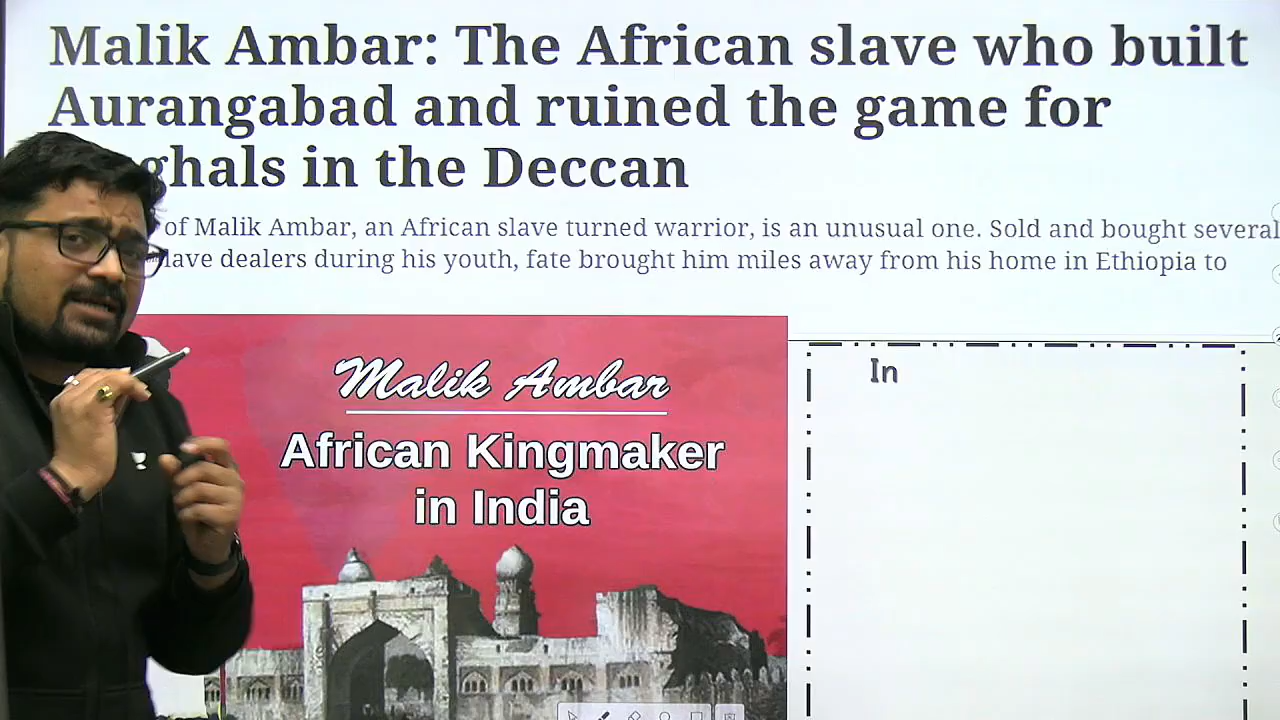 Malik Ambar: The African slave who built
Aurangabad and ruined the game for
ghals in the Deccan
of Malik Ambar, an African slave turned warrior, is an unusual one. Sold and bought several
lave dealers during his youth, fate brought him miles away from his home in Ethiopia to
Malik Ambar
African Kingmaker
in India
In